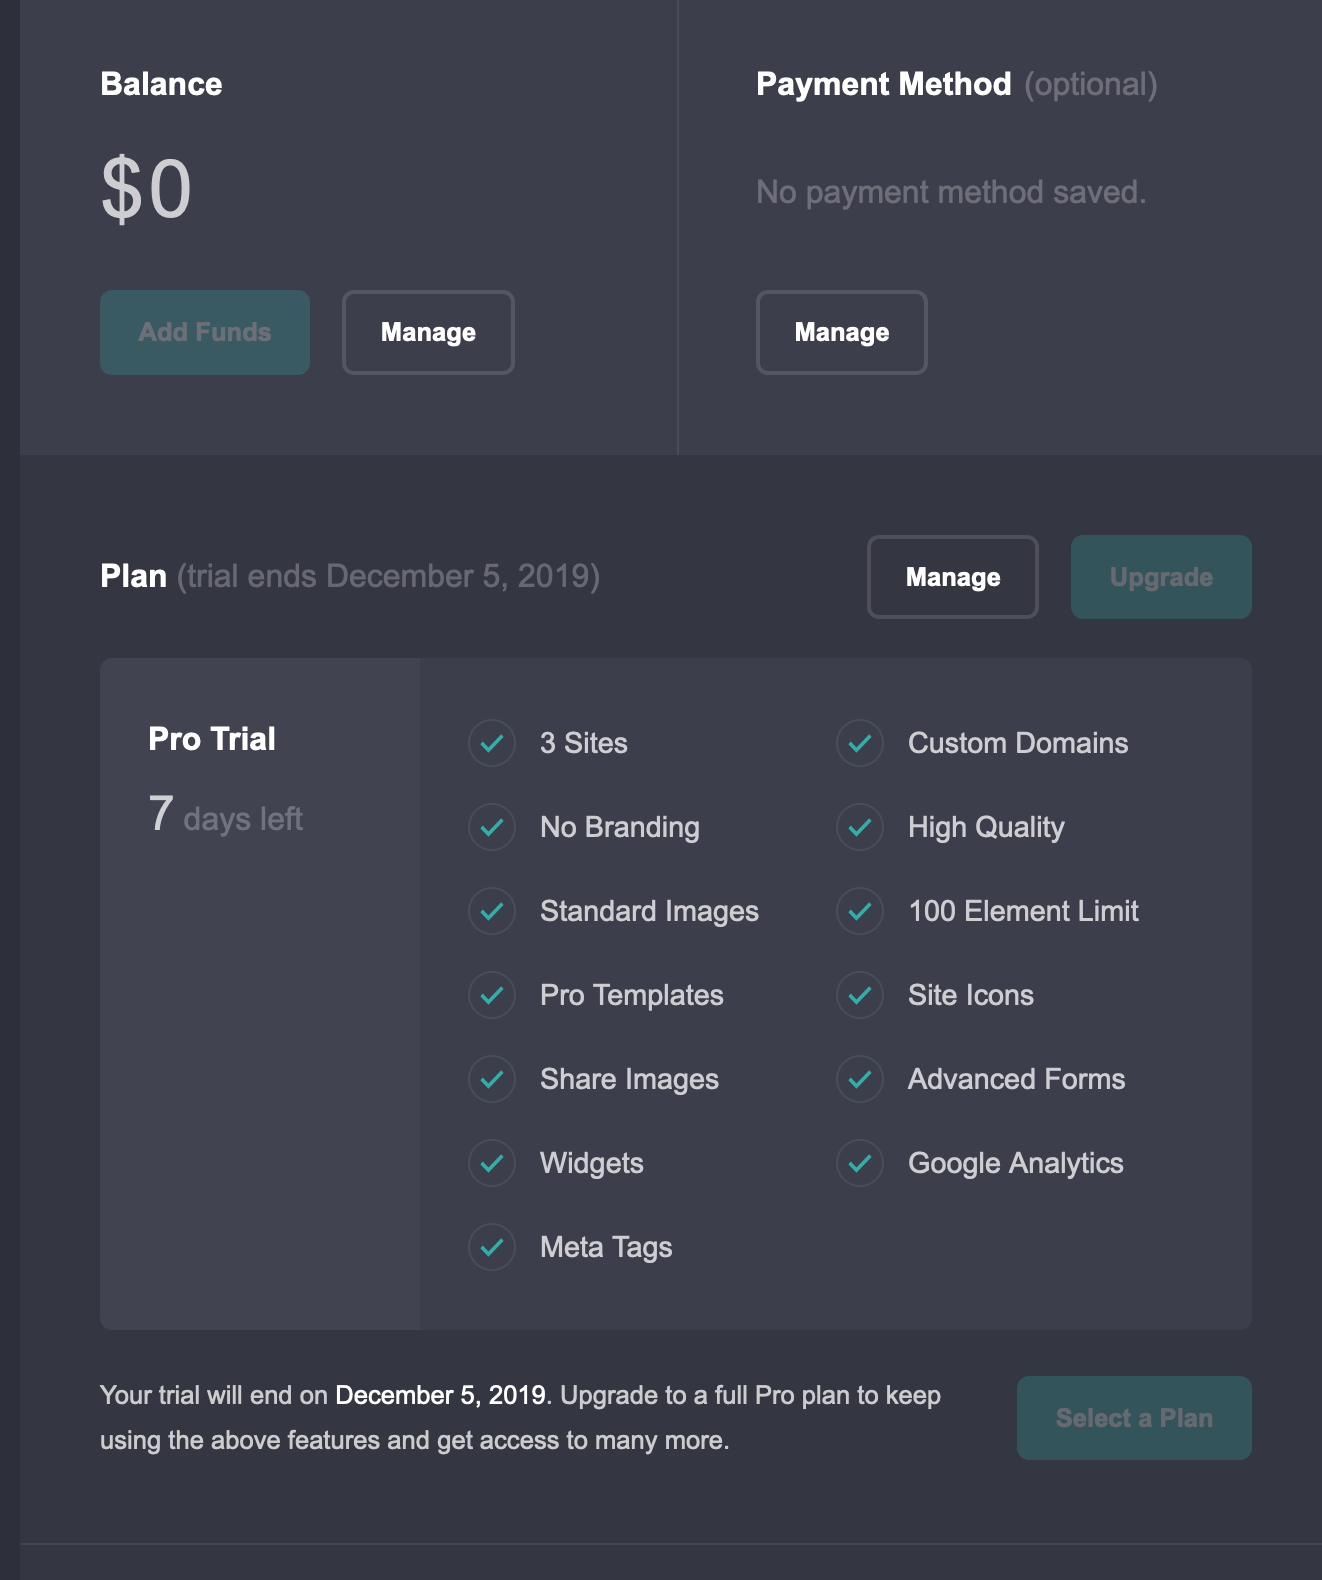 Balance
Payment Method (optional)
$0
No payment method saved.
Add Funds
Manage
Manage
Plan (trial ends December 5, 2019)
Manage
Upgrade
Pro Trial
7 days left
3 Sites
Custom Domains
No Branding
High Quality
Standard Images
100 Element Limit
Pro Templates
Site Icons
Share Images
Advanced Forms
Widgets
Google Analytics
Meta Tags
Your trial will end on December 5, 2019. Upgrade to a full Pro plan to keep
using the above features and get access to many more.
Select a Plan